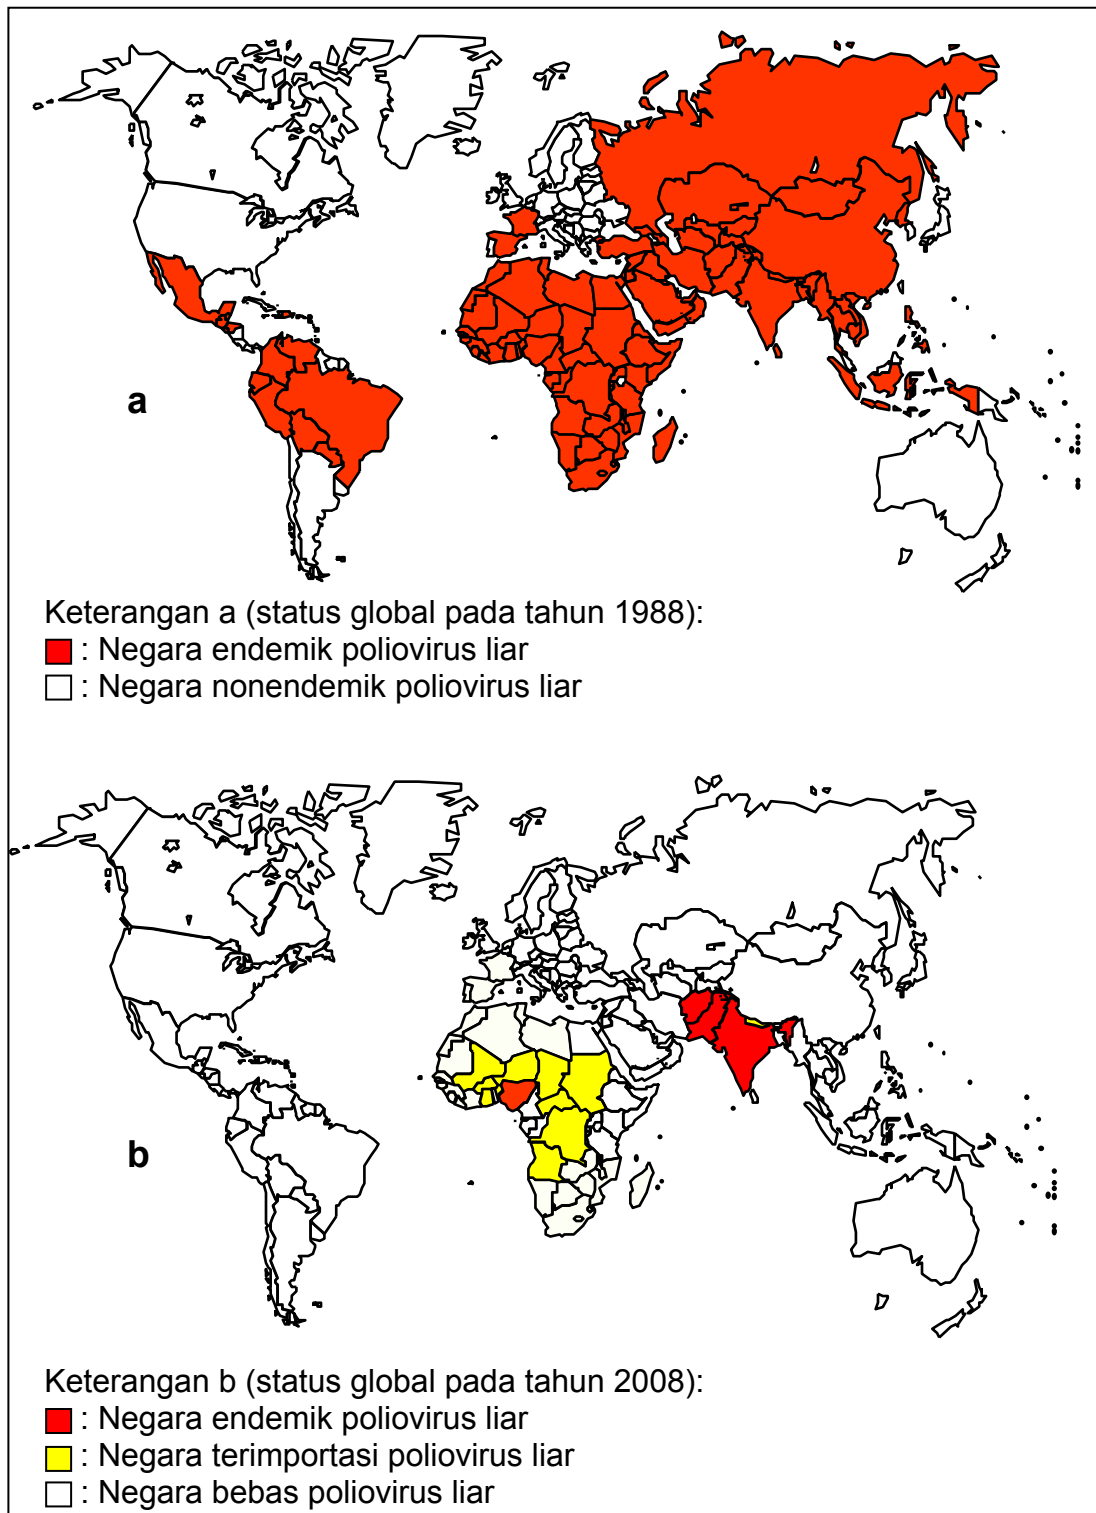 a
Keterangan a (status global pada tahun 1988):
: Negara endemik poliovirus liar
: Negara nonendemik poliovirus liar
b
Keterangan b (status global pada tahun 2008):
: Negara endemik poliovirus liar
: Negara terimportasi poliovirus liar
: Negara bebas poliovirus liar